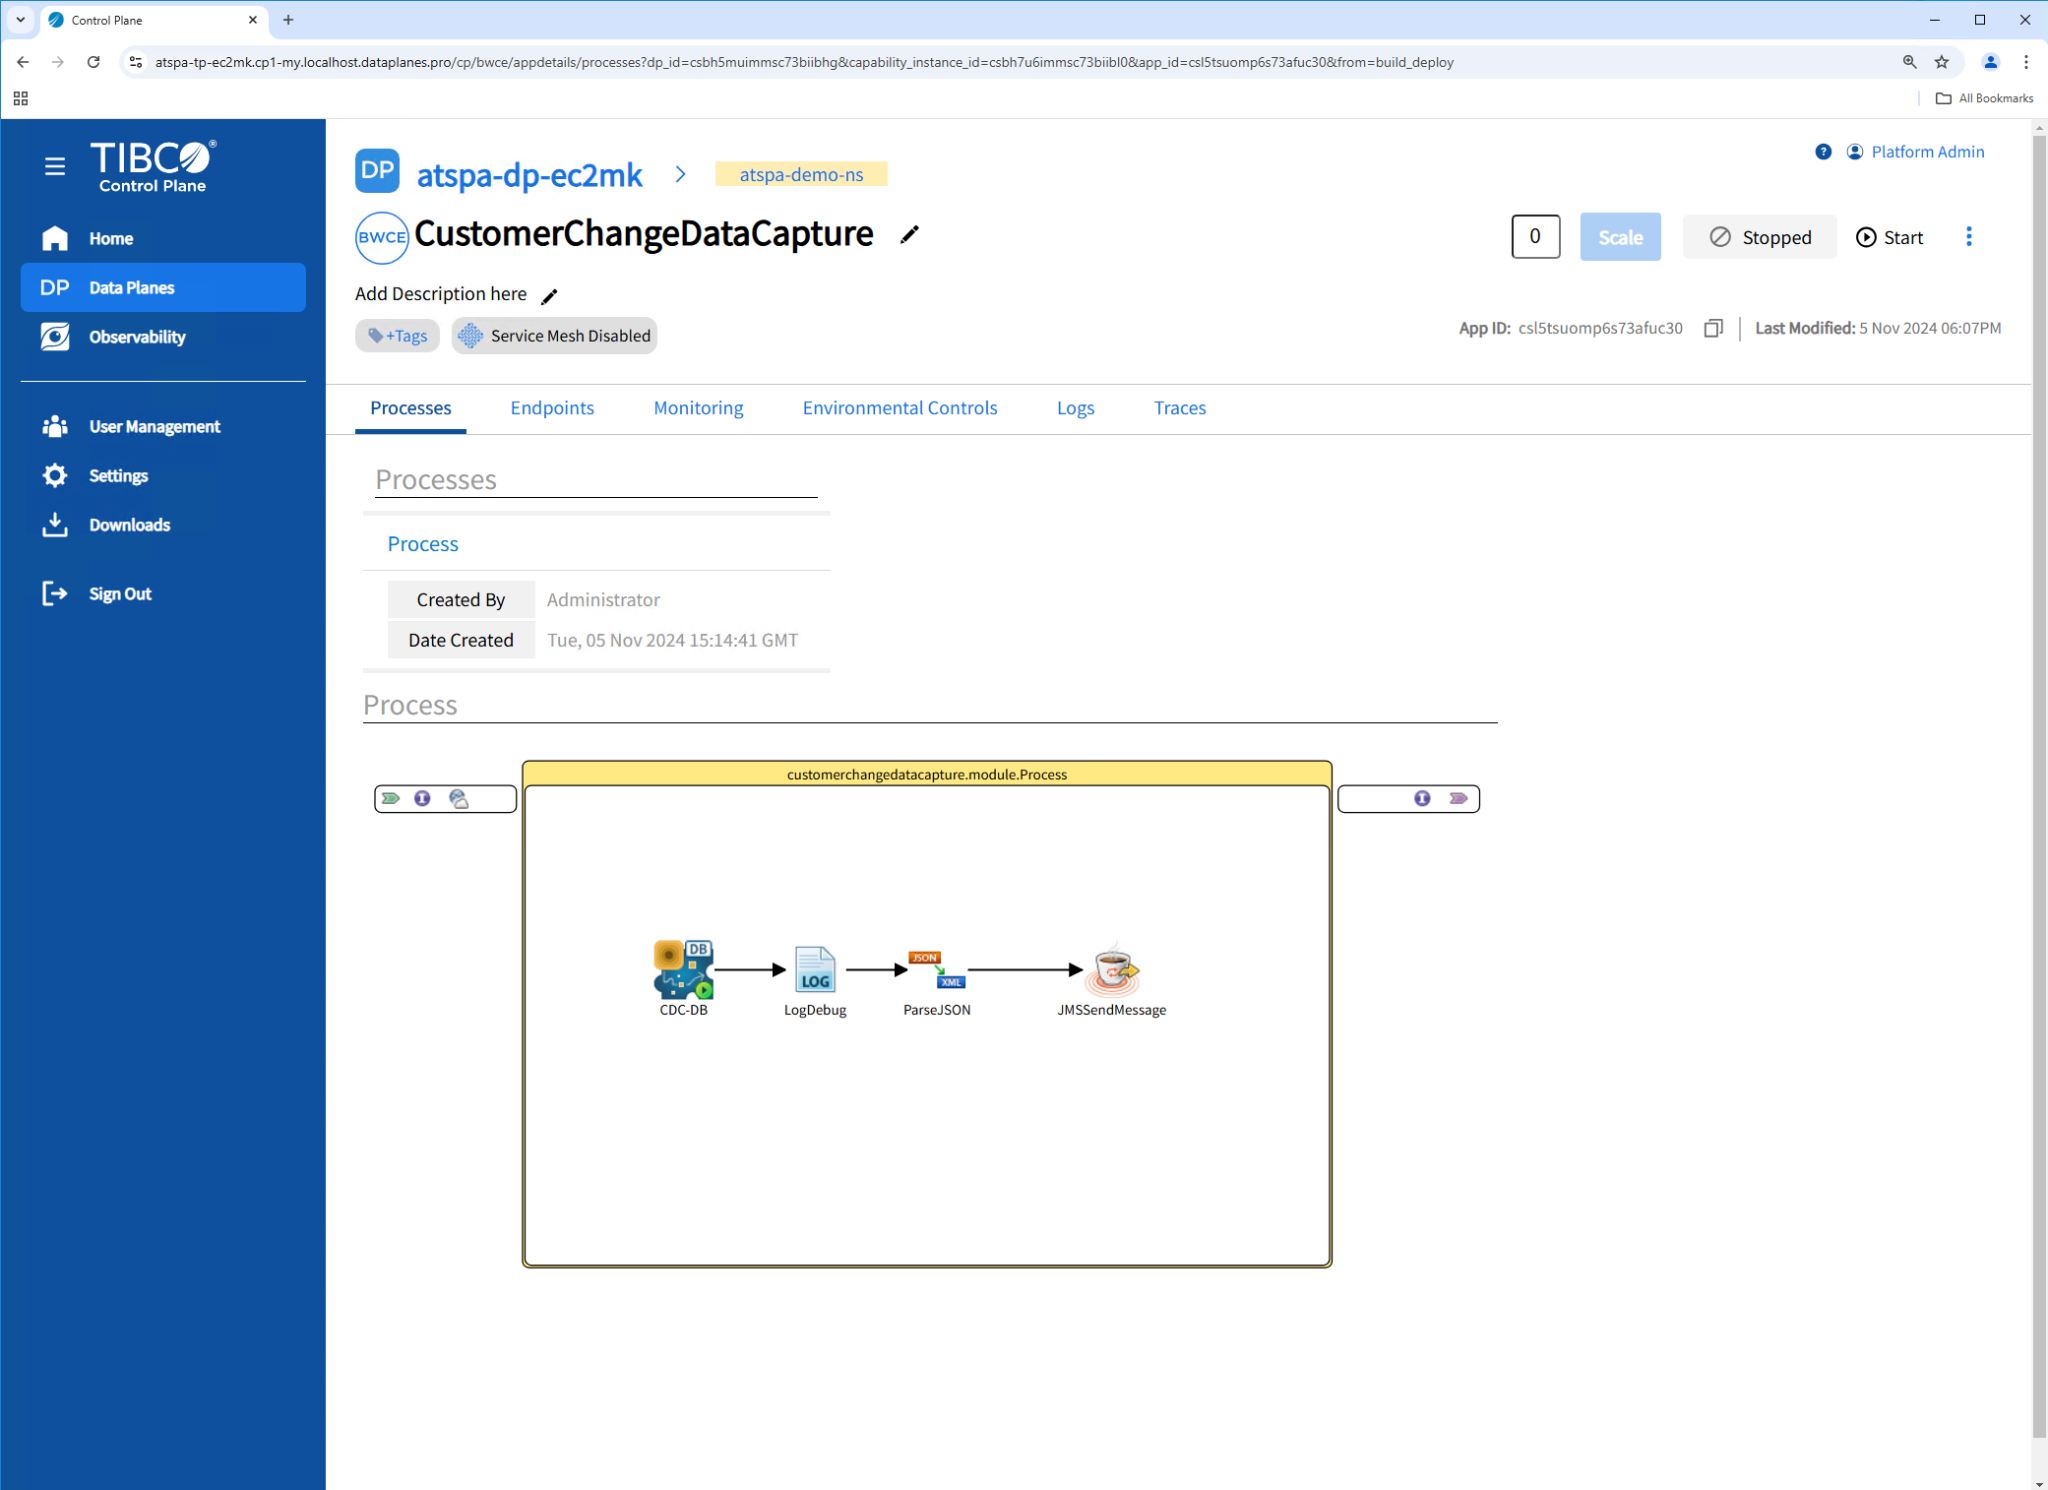 Control Plane
atspa-tp-ec2mk.cp1-my.localhost.dataplanes.pro/cp/bwce/appdetails/processes?dp_id=csbh5muimmsc73biibhg&capability_instance_id=csbh7u6immsc73biibl0&app_id=csl5tsuomp6s73afuc30&from=build_deploy
All Bookmarks
TIBCO®
Control Plane
Home
DP Data Planes
Observability
User Management
Settings
Downloads
Sign Out
DP atspa-dp-ec2mk > atspa-demo-ns
? Platform Admin
BWCE CustomerChangeDataCapture
0 Scale Stopped Start
Add Description here
+Tags Service Mesh Disabled
App ID: csl5tsuomp6s73afuc30 Last Modified: 5 Nov 2024 06:07PM
Processes Endpoints Monitoring Environmental Controls Logs Traces
Processes
Process
Created By Administrator
Date Created Tue, 05 Nov 2024 15:14:41 GMT
Process
customerchangedatacapture.module.Process
I
I
DB
LOG
JSON
XML
CDC-DB LogDebug ParseJSON JMSSendMessage